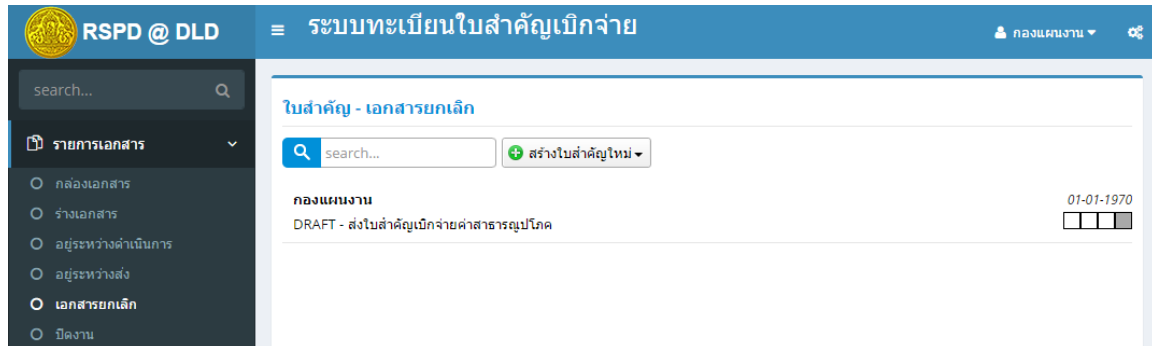 RSPD @ DLD
ระบบทะเบียนใบสำคัญเบิกจ่าย
กองแผนงาน
search...
รายการเอกสาร
กล่องเอกสาร
ร่างเอกสาร
อยู่ระหว่างดำเนินการ
อยู่ระหว่างส่ง
เอกสารยกเลิก
ปิดงาน
ใบสำคัญ - เอกสารยกเลิก
search...
สร้างใบสำคัญใหม่
กองแผนงาน
01-01-1970
DRAFT - ส่งใบสำคัญเบิกจ่ายค่าสาธารณูปโภค